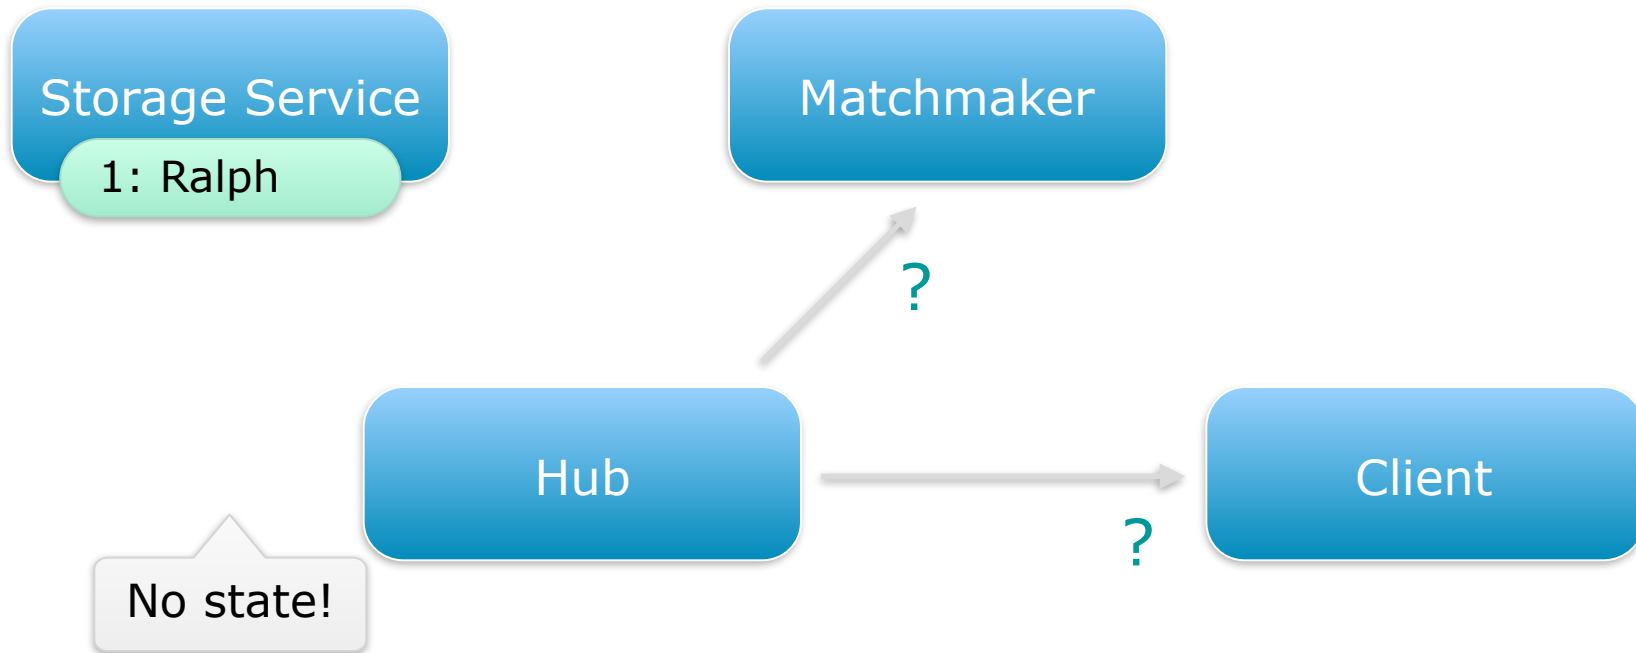 Storage Service
1: Ralph
Matchmaker
?
Hub
Client
?
No state!